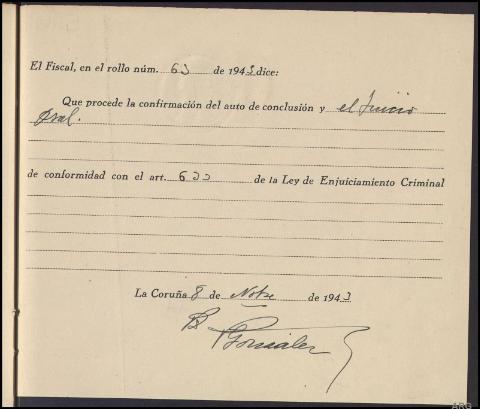 El Fiscal, en el rollo núm. 63 de 1943 dice:
Que procede la confirmación del auto de conclusión y el Juicio
Oral.
de conformidad con el art. 633 de la Ley de Enjuiciamiento Criminal
La Coruña 8 de Nobre de 1943
B. Gonzalez
ARG